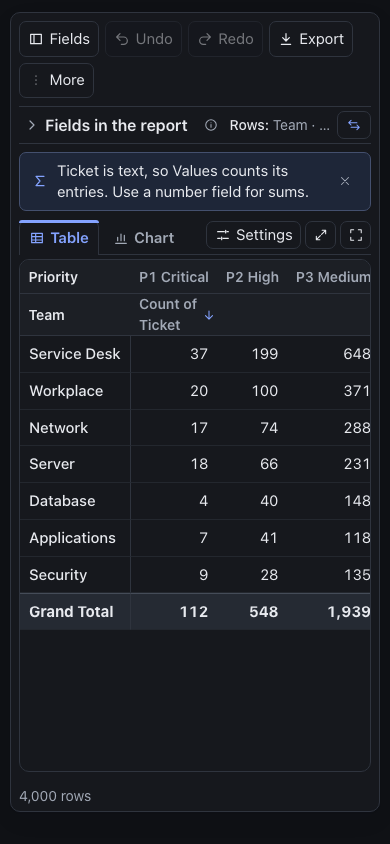 Fields Undo Redo Export
More
Fields in the report Rows: Team · ...
Σ Ticket is text, so Values counts its
entries. Use a number field for sums.
Table Chart Settings
Priority P1 Critical P2 High P3 Medium
Team Count of
Ticket
Service Desk 37 199 648
Workplace 20 100 371
Network 17 74 288
Server 18 66 231
Database 4 40 148
Applications 7 41 118
Security 9 28 135
Grand Total 112 548 1,939
4,000 rows